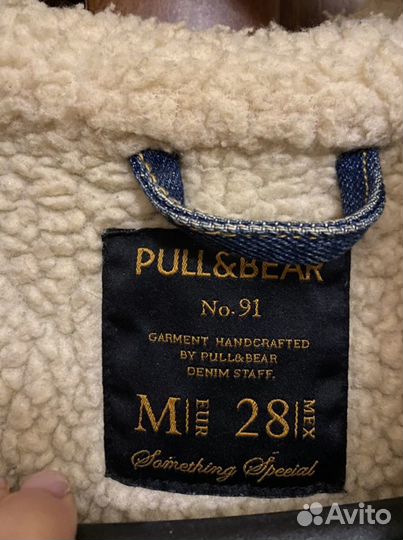 PULL&BEAR
No. 91
GARMENT HANDCRAFTED
BY PULL&BEAR
DENIM STAFF.
M EUR 28 MEX
Something Special
Avito